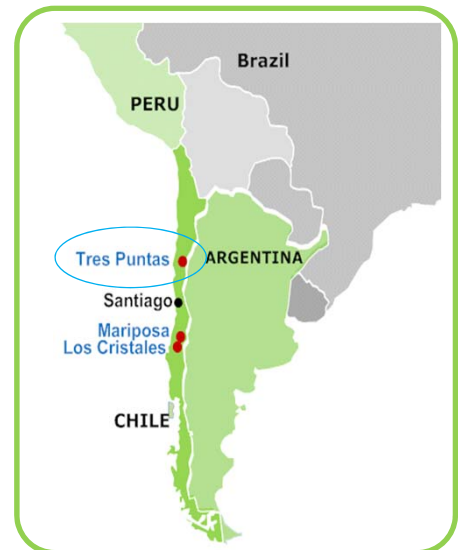 Brazil
PERU
Tres Puntas
ARGENTINA
Santiago
Mariposa
Los Cristales
CHILE